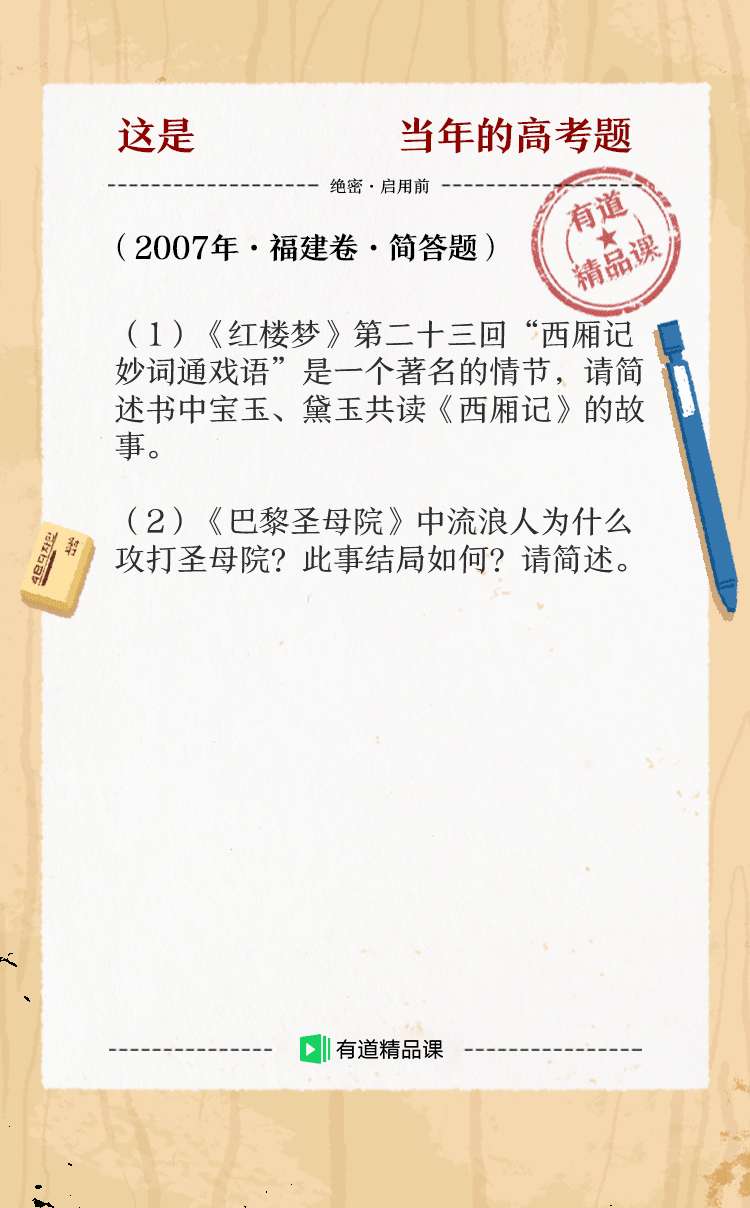 这是 当年的高考题
绝密·启用前
有道
精品课
（2007年·福建卷·简答题）
（1）《红楼梦》第二十三回“西厢记
妙词通戏语”是一个著名的情节，请简
述书中宝玉、黛玉共读《西厢记》的故
事。
（2）《巴黎圣母院》中流浪人为什么
攻打圣母院？此事结局如何？请简述。
有道精品课